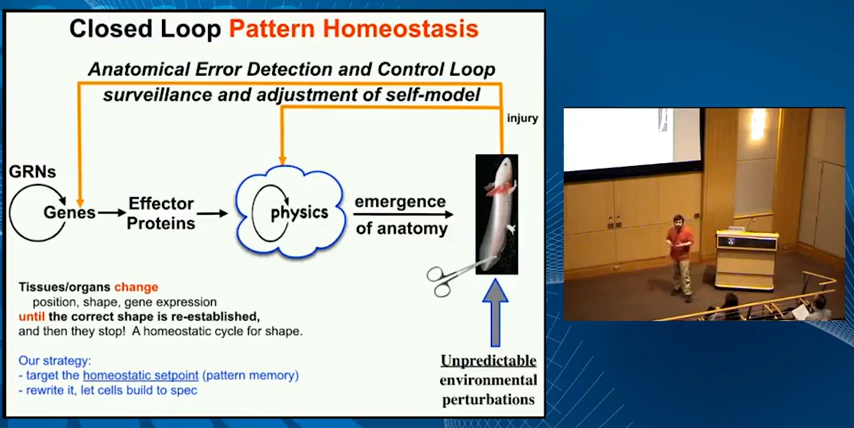 Closed Loop Pattern Homeostasis
Anatomical Error Detection and Control Loop
surveillance and adjustment of self-model
injury
GRNs
Genes
Effector
Proteins
physics
emergence
of anatomy
Tissues/organs change
position, shape, gene expression
until the correct shape is re-established,
and then they stop! A homeostatic cycle for shape.
Our strategy:
- target the homeostatic setpoint (pattern memory)
- rewrite it, let cells build to spec
Unpredictable
environmental
perturbations